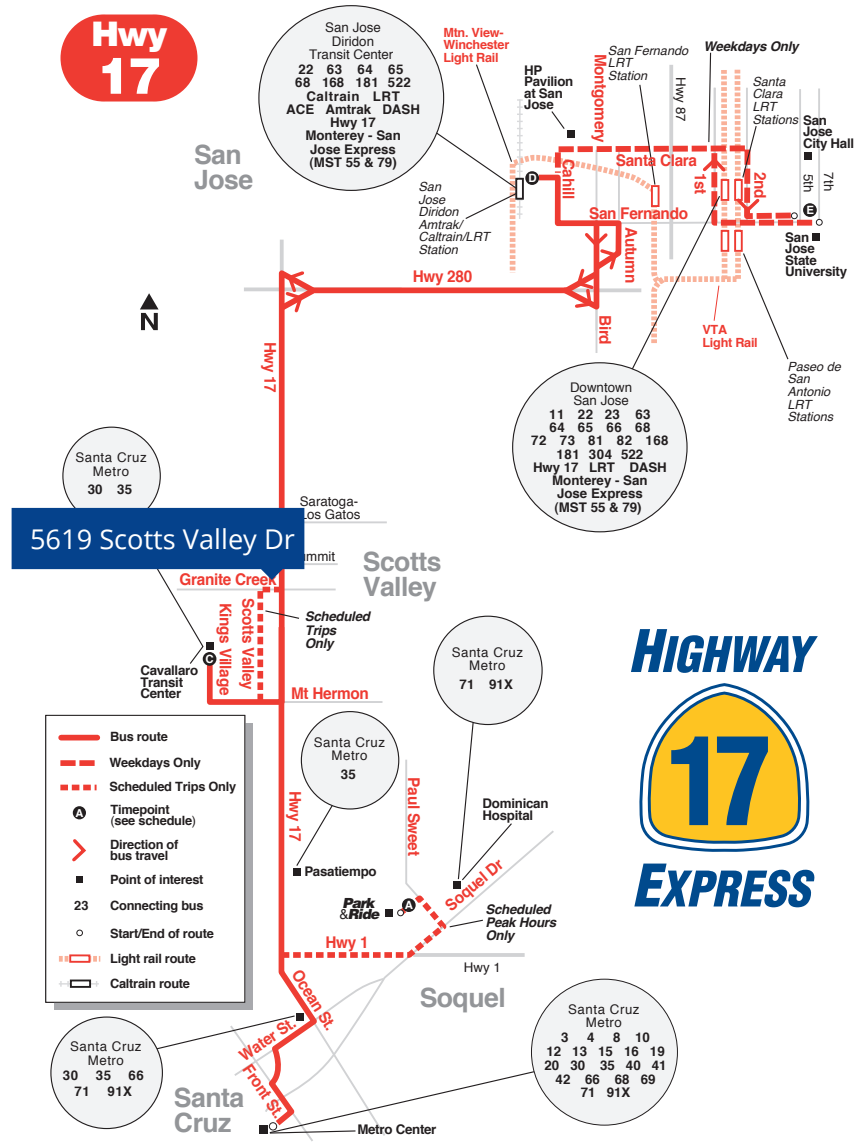 Hwy
17
San Jose
Diridon
Transit Center
22 63 64 65
68 168 181 522
Caltrain LRT
ACE Amtrak DASH
Hwy 17
Monterey - San
Jose Express
(MST 55 & 79)
Mtn. View-
Winchester
Light Rail
HP
Pavilion
at San
Jose
Montgomery
San Fernando
LRT
Station
Hwy 87
Weekdays Only
Santa
Clara
LRT
Stations
San
Jose
City Hall
San
Jose
Cahill
Santa Clara
1st
2nd
5th
7th
D
E
San
Jose
Diridon
Amtrak/
Caltrain/LRT
Station
San Fernando
Autumn
San Jose
State
University
Hwy 280
Bird
N
VTA
Light Rail
Hwy 17
Paseo de
San
Antonio
LRT
Stations
Downtown
San Jose
11 22 23 63
64 65 66 68
72 73 81 82 168
181 304 522
Hwy 17 LRT DASH
Monterey - San
Jose Express
(MST 55 & 79)
Santa Cruz
Metro
30 35
Saratoga-
Los Gatos
5619 Scotts Valley Dr
Scotts
Valley
Granite Creek
Kings Village
Scotts Valley
Scheduled
Trips
Only
C
Cavallaro
Transit
Center
Mt Hermon
Santa Cruz
Metro
71 91X
HIGHWAY
17
EXPRESS
Bus route
Weekdays Only
Scheduled Trips Only
A
Timepoint
(see schedule)
Direction of
bus travel
Point of interest
23
Connecting bus
Start/End of route
Light rail route
Caltrain route
Santa Cruz
Metro
35
Hwy 17
Paul Sweet
Dominican
Hospital
Pasatiempo
Soquel Dr
Park
&Ride
A
Scheduled
Peak Hours
Only
Hwy 1
Hwy 1
Soquel
Ocean St.
Water St.
Front St.
Santa Cruz
Metro
30 35 66
71 91X
Santa
Cruz
Metro Center
Santa Cruz
Metro
3 4 8 10
12 13 15 16 19
20 30 35 40 41
42 66 68 69
71 91X